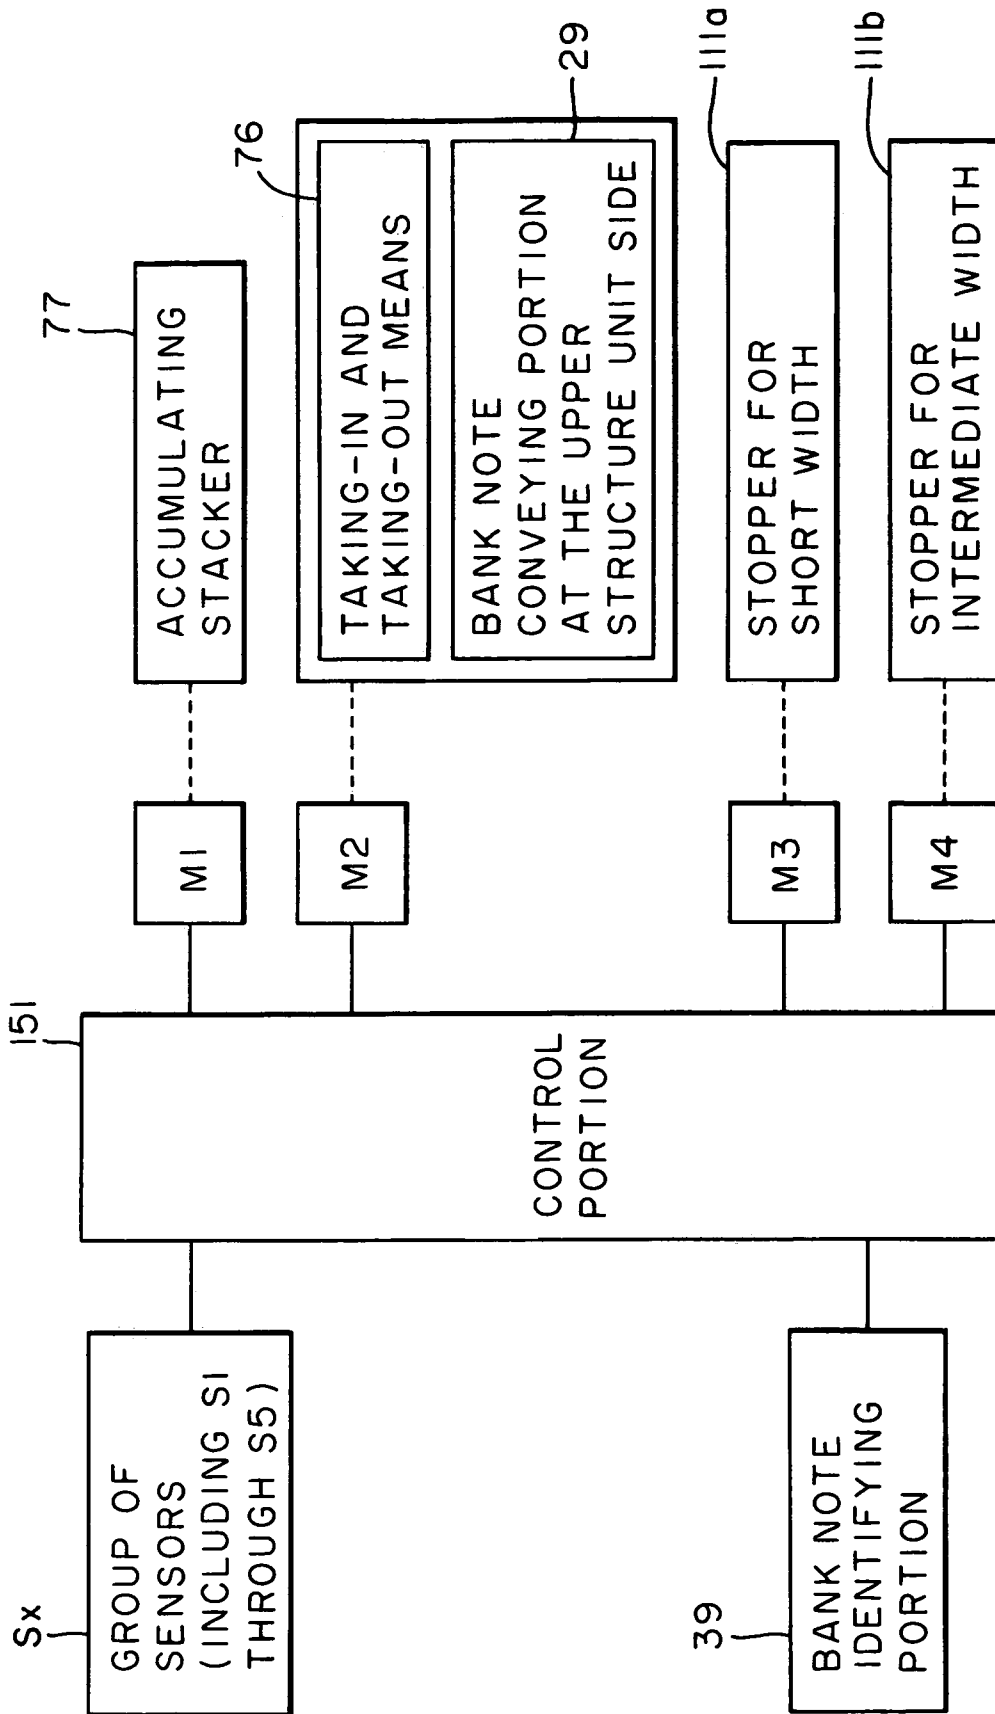 Sx
GROUP OF
SENSORS
(INCLUDING S1
THROUGH S5)
39
BANK NOTE
IDENTIFYING
PORTION
151
CONTROL
PORTION
M1
M2
M3
M4
77
ACCUMULATING
STACKER
76
TAKING-IN AND
TAKING-OUT MEANS
29
BANK NOTE
CONVEYING PORTION
AT THE UPPER
STRUCTURE UNIT SIDE
111a
STOPPER FOR
SHORT WIDTH
111b
STOPPER FOR
INTERMEDIATE WIDTH